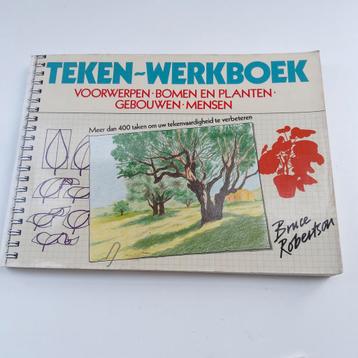 TEKEN-WERKBOEK
VOORWERPEN · BOMEN EN PLANTEN ·
GEBOUWEN · MENSEN
Meer dan 400 taken om uw tekenvaardigheid te verbeteren
Bruce
Robertson